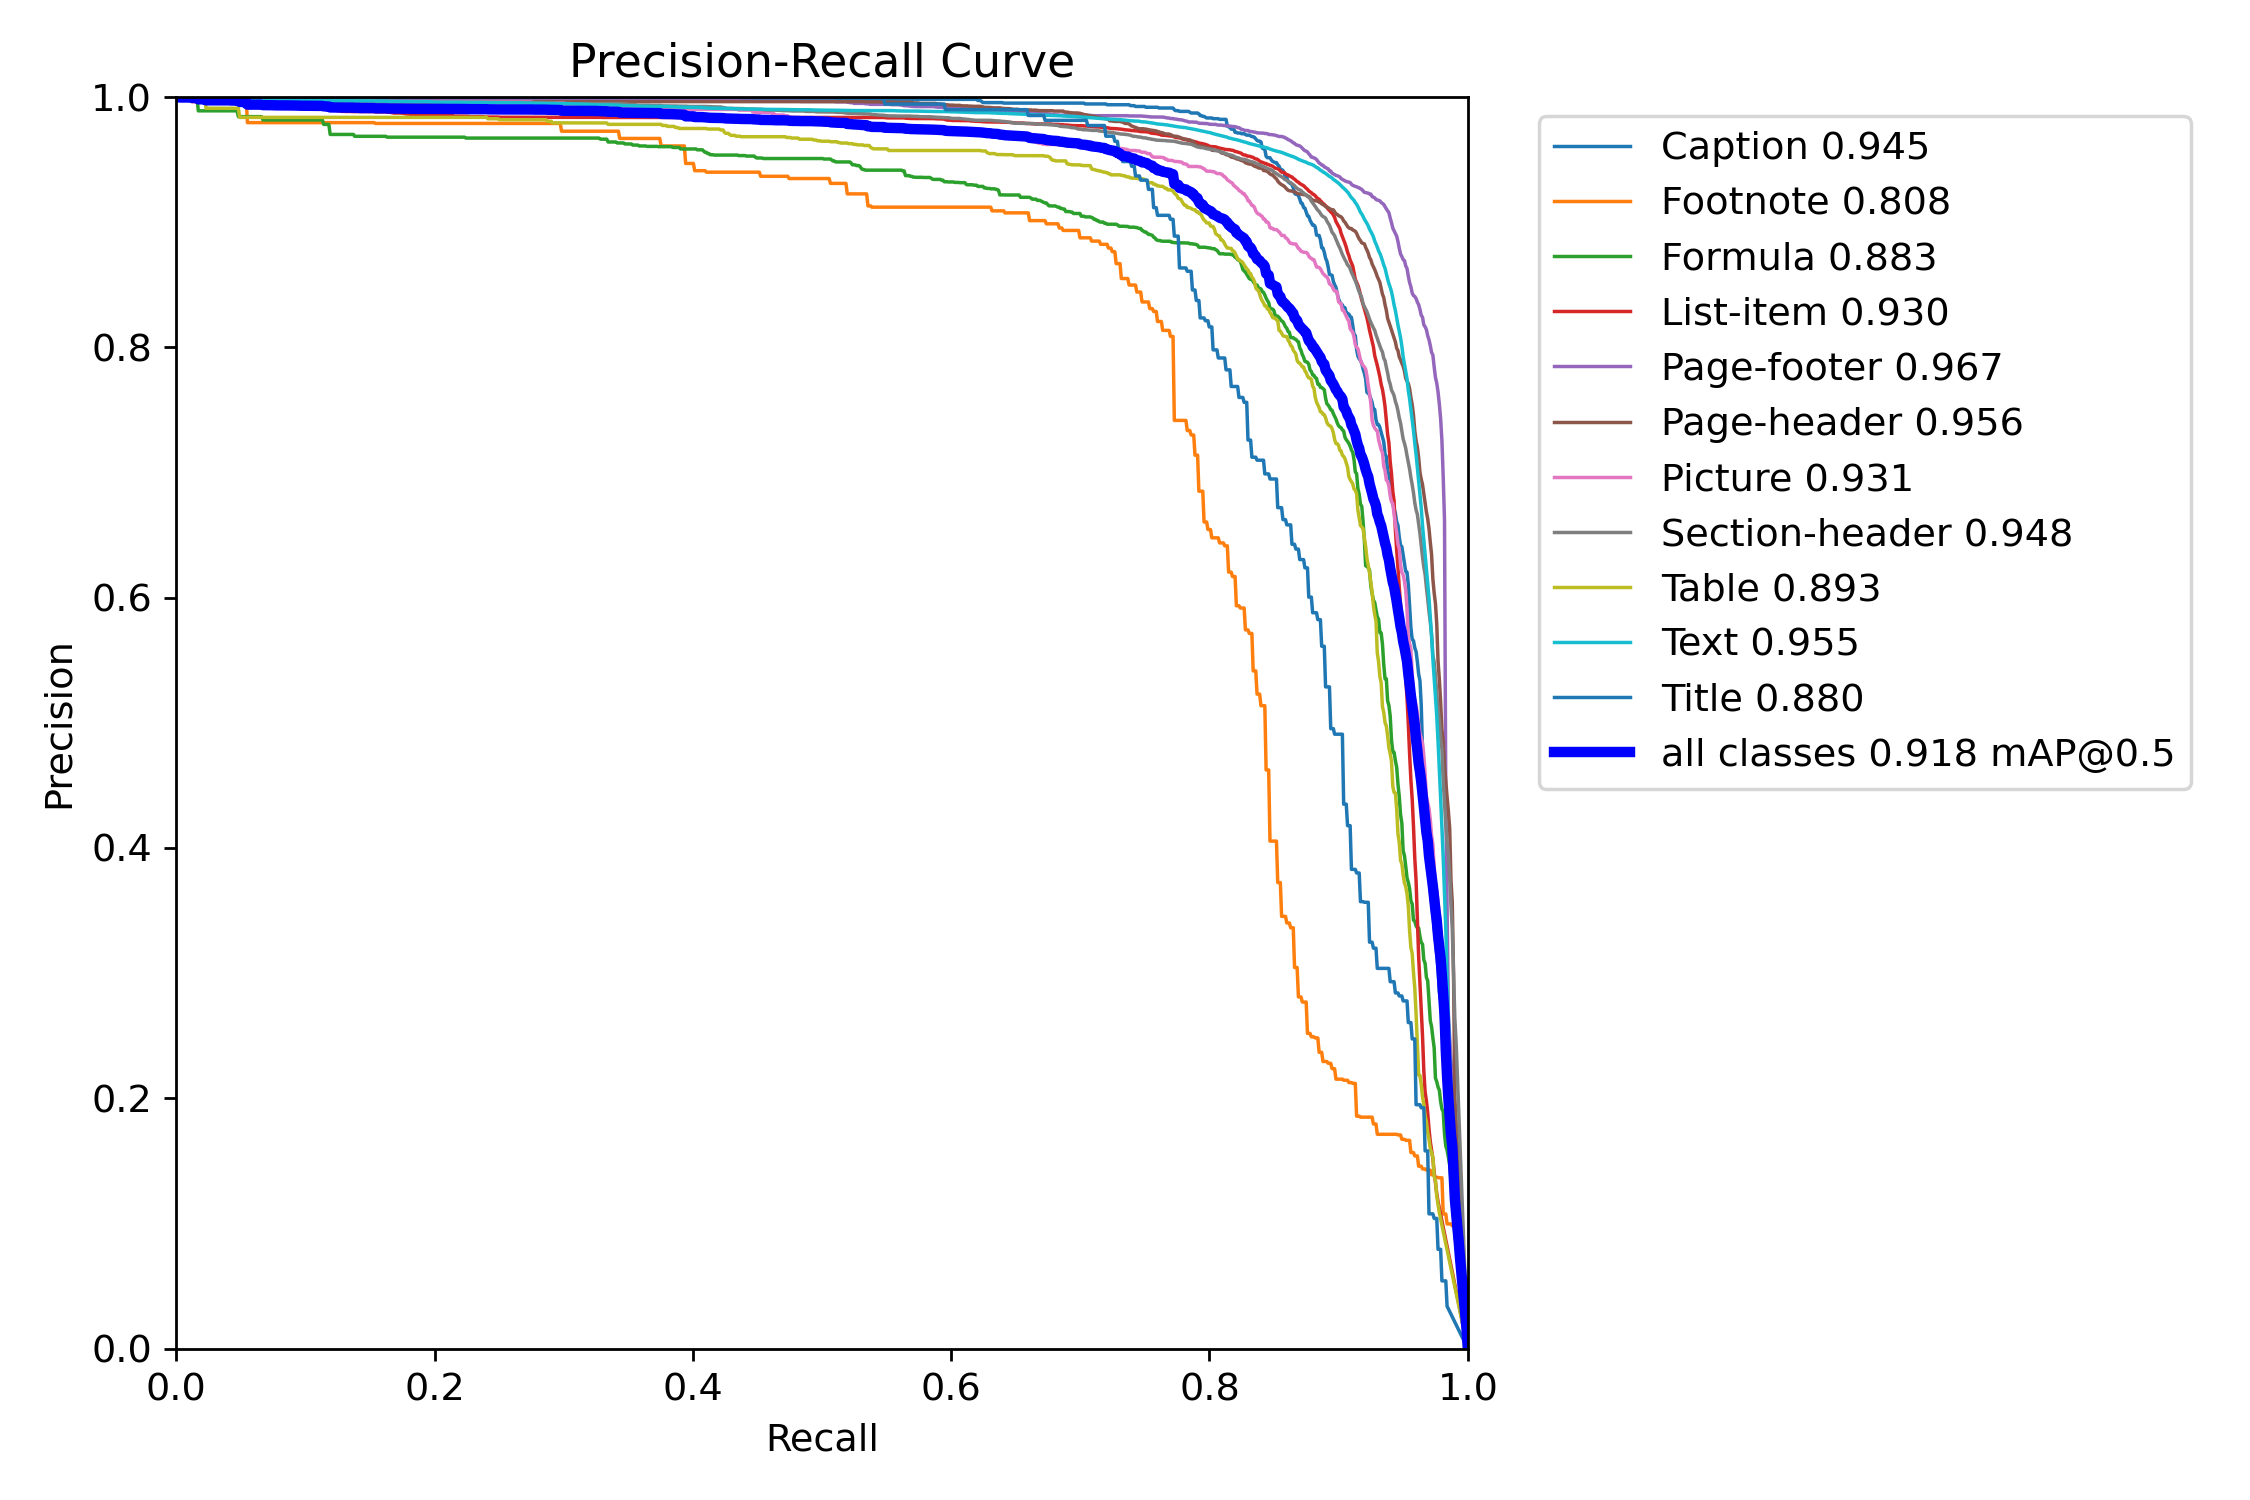 Precision-Recall Curve
1.0
0.8
0.6
0.4
0.2
0.0
Precision
0.0 0.2 0.4 0.6 0.8 1.0
Recall
Caption 0.945
Footnote 0.808
Formula 0.883
List-item 0.930
Page-footer 0.967
Page-header 0.956
Picture 0.931
Section-header 0.948
Table 0.893
Text 0.955
Title 0.880
all classes 0.918 mAP@0.5